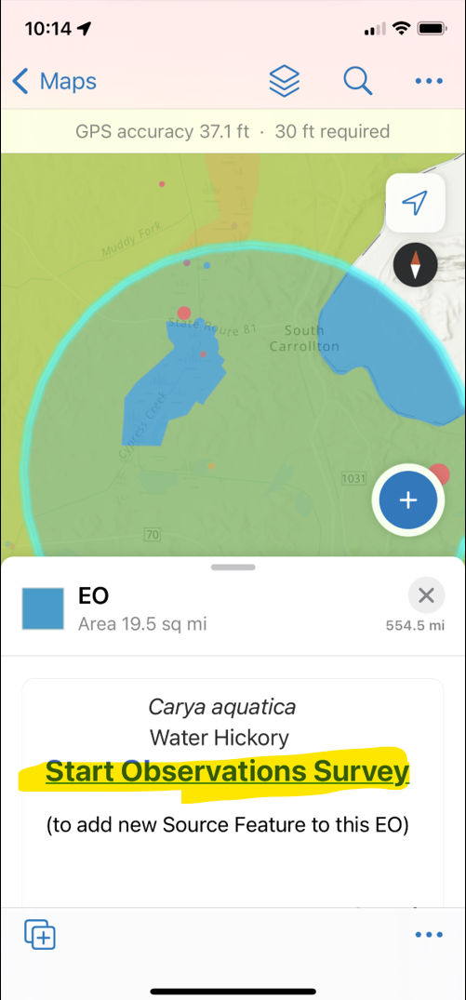 10:14
Maps
GPS accuracy 37.1 ft · 30 ft required
Muddy Fork
State Route 81
South
Carrollton
Cypress Creek
1031
70
EO
Area 19.5 sq mi
554.5 mi
Carya aquatica
Water Hickory
Start Observations Survey
(to add new Source Feature to this EO)